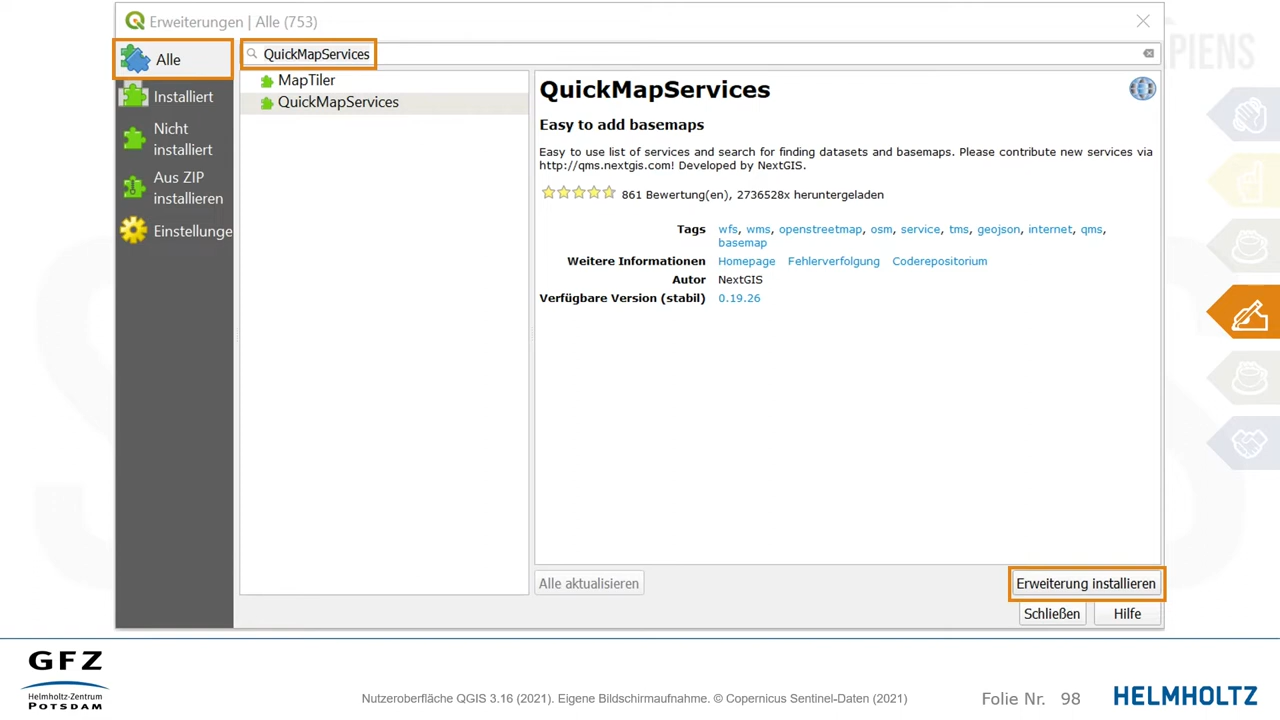 Erweiterungen | Alle (753)
PIENS
Alle
QuickMapServices
Installiert
Nicht
installiert
Aus ZIP
installieren
Einstellunge
MapTiler
QuickMapServices
QuickMapServices
Easy to add basemaps
Easy to use list of services and search for finding datasets and basemaps. Please contribute new services via
http://qms.nextgis.com! Developed by NextGIS.
861 Bewertung(en), 2736528x heruntergeladen
Tags wfs, wms, openstreetmap, osm, service, tms, geojson, internet, qms,
basemap
Weitere Informationen Homepage Fehlerverfolgung Coderepositorium
Autor NextGIS
Verfügbare Version (stabil) 0.19.26
Alle aktualisieren
Erweiterung installieren
Schließen
Hilfe
GFZ
Helmholtz-Zentrum
POTSDAM
Nutzeroberfläche QGIS 3.16 (2021). Eigene Bildschirmaufnahme. © Copernicus Sentinel-Daten (2021)
Folie Nr. 98
HELMHOLTZ